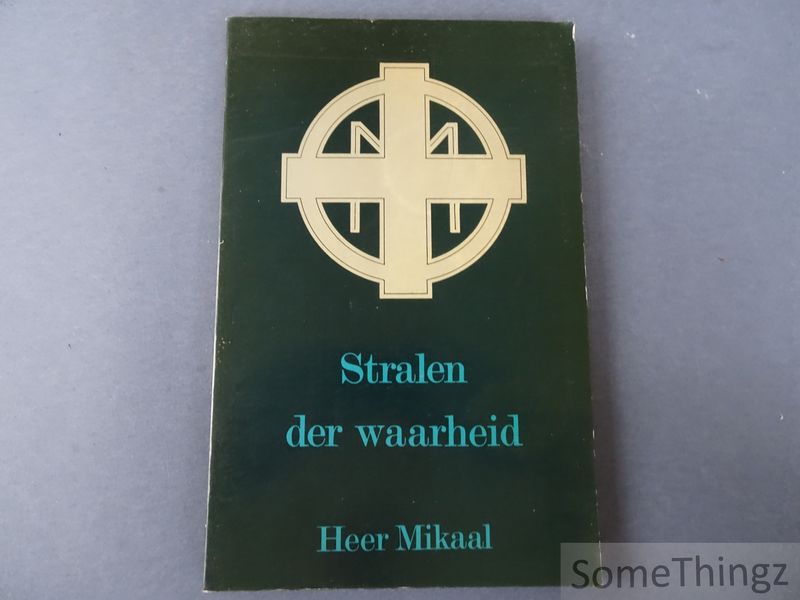 M
Stralen
der waarheid
Heer Mikaal
SomeThingz